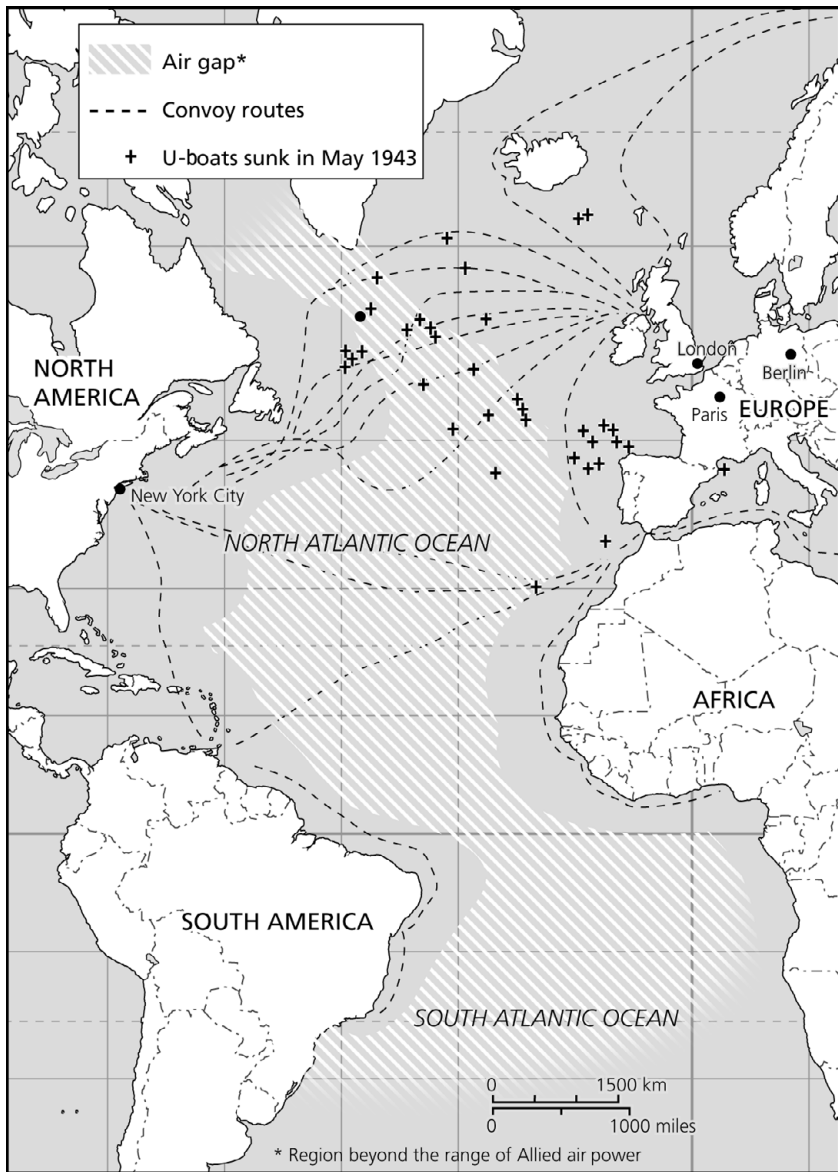 Air gap*
Convoy routes
U-boats sunk in May 1943
NORTH
AMERICA
London
Berlin
Paris
EUROPE
New York City
NORTH ATLANTIC OCEAN
AFRICA
SOUTH AMERICA
SOUTH ATLANTIC OCEAN
0 1500 km
0 1000 miles
* Region beyond the range of Allied air power